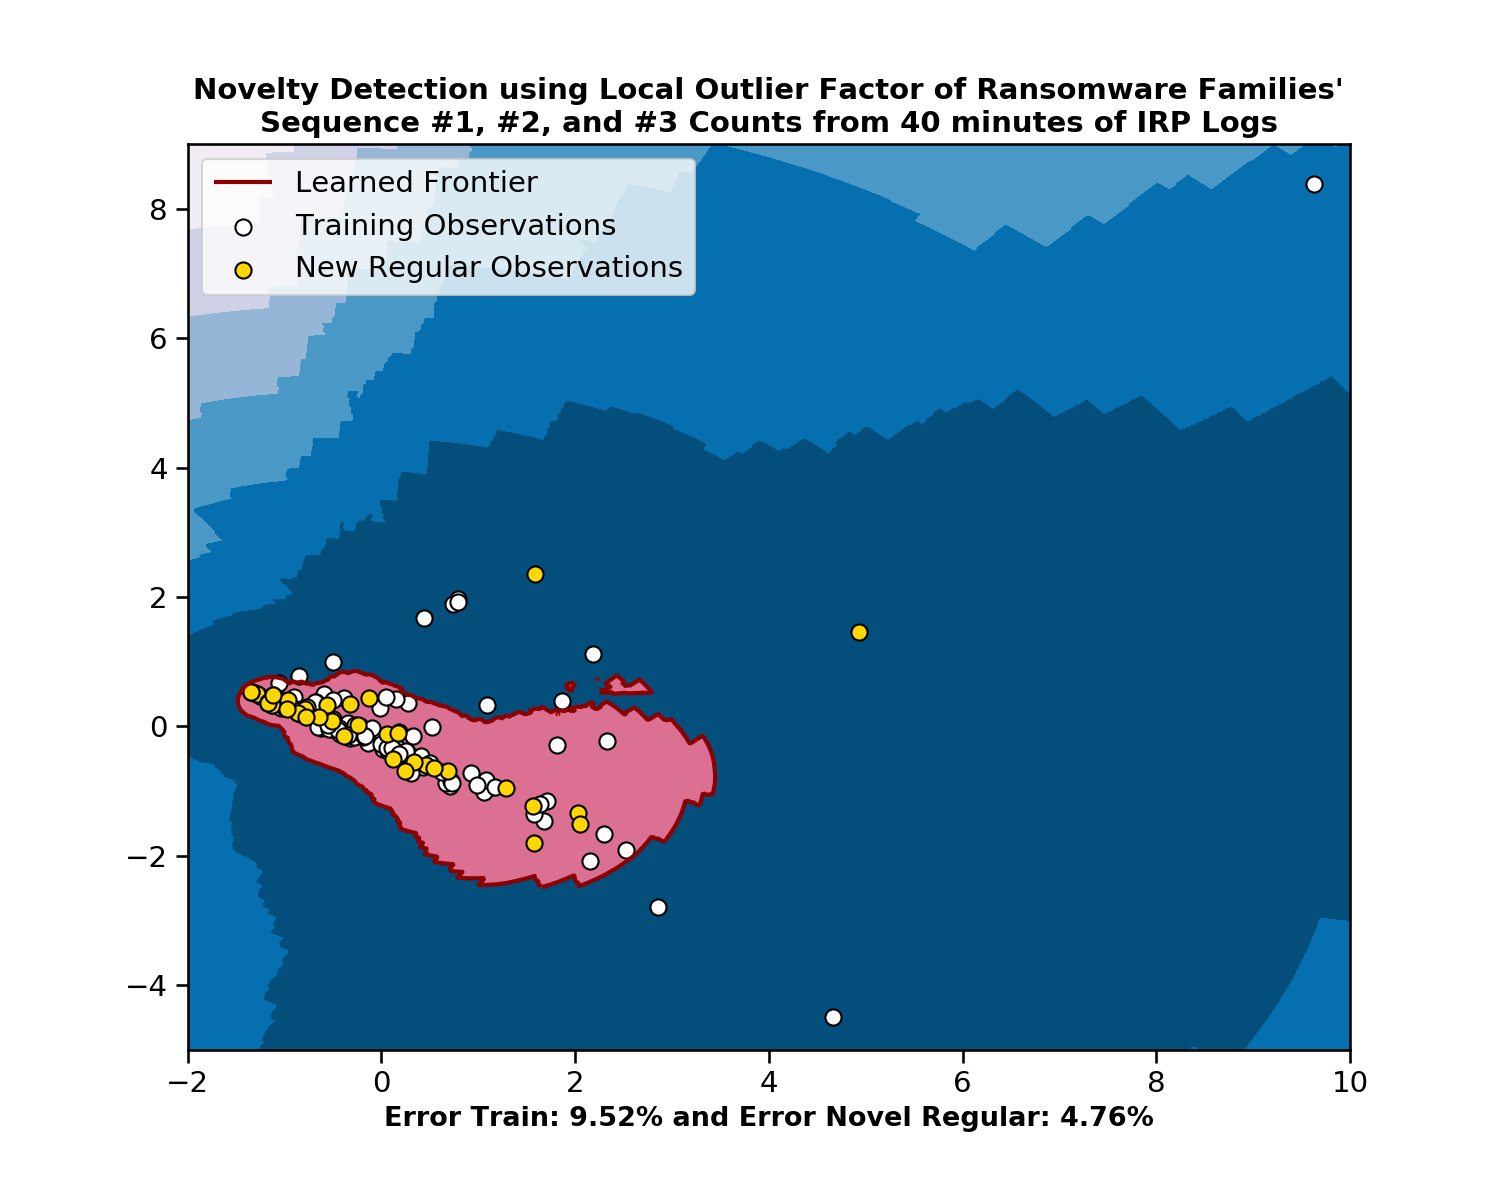 Novelty Detection using Local Outlier Factor of Ransomware Families'
Sequence #1, #2, and #3 Counts from 40 minutes of IRP Logs
Learned Frontier
Training Observations
New Regular Observations
8
6
4
2
0
−2
−4
−2 0 2 4 6 8 10
Error Train: 9.52% and Error Novel Regular: 4.76%